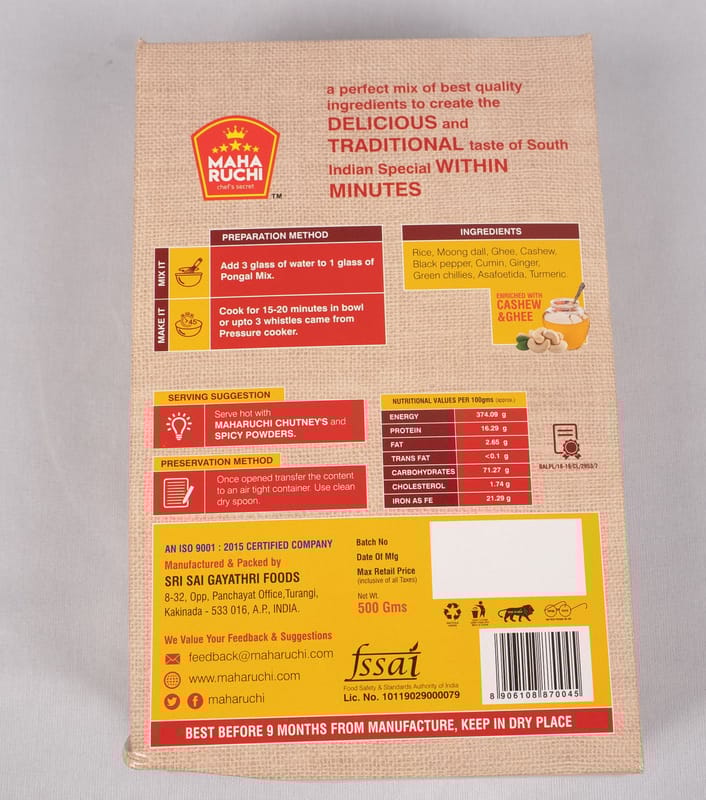 MAHA
RUCHI
chef's secret
TM
a perfect mix of best quality
ingredients to create the
DELICIOUS and
TRADITIONAL taste of South
Indian Special WITHIN
MINUTES
PREPARATION METHOD
MIX IT
Add 3 glass of water to 1 glass of
Pongal Mix.
MAKE IT
45°
Cook for 15-20 minutes in bowl
or upto 3 whistles came from
Pressure cooker.
INGREDIENTS
Rice, Moong dall, Ghee, Cashew,
Black pepper, Cumin, Ginger,
Green chillies, Asafoetida, Turmeric.
ENRICHED WITH
CASHEW
&GHEE
SERVING SUGGESTION
Serve hot with
MAHARUCHI CHUTNEY'S and
SPICY POWDERS.
PRESERVATION METHOD
Once opened transfer the content
to an air tight container. Use clean
dry spoon.
NUTRITIONAL VALUES PER 100gms (approx.)
ENERGY 374.09 g
PROTEIN 16.29 g
FAT 2.65 g
TRANS FAT <0.1 g
CARBOHYDRATES 71.27 g
CHOLESTEROL 1.74 g
IRON AS FE 21.29 g
BALPL/18-19/CL/2953/7
AN ISO 9001 : 2015 CERTIFIED COMPANY
Manufactured & Packed by
SRI SAI GAYATHRI FOODS
8-32, Opp. Panchayat Office,Turangi,
Kakinada - 533 016, A.P., INDIA.
We Value Your Feedback & Suggestions
feedback@maharuchi.com
www.maharuchi.com
maharuchi
Batch No
Date Of Mfg
Max Retail Price
(inclusive of all Taxes)
Net Wt.
500 Gms
fssai
Food Safety & Standards Authority of India
Lic. No. 10119029000079
8 906108 870045
BEST BEFORE 9 MONTHS FROM MANUFACTURE, KEEP IN DRY PLACE